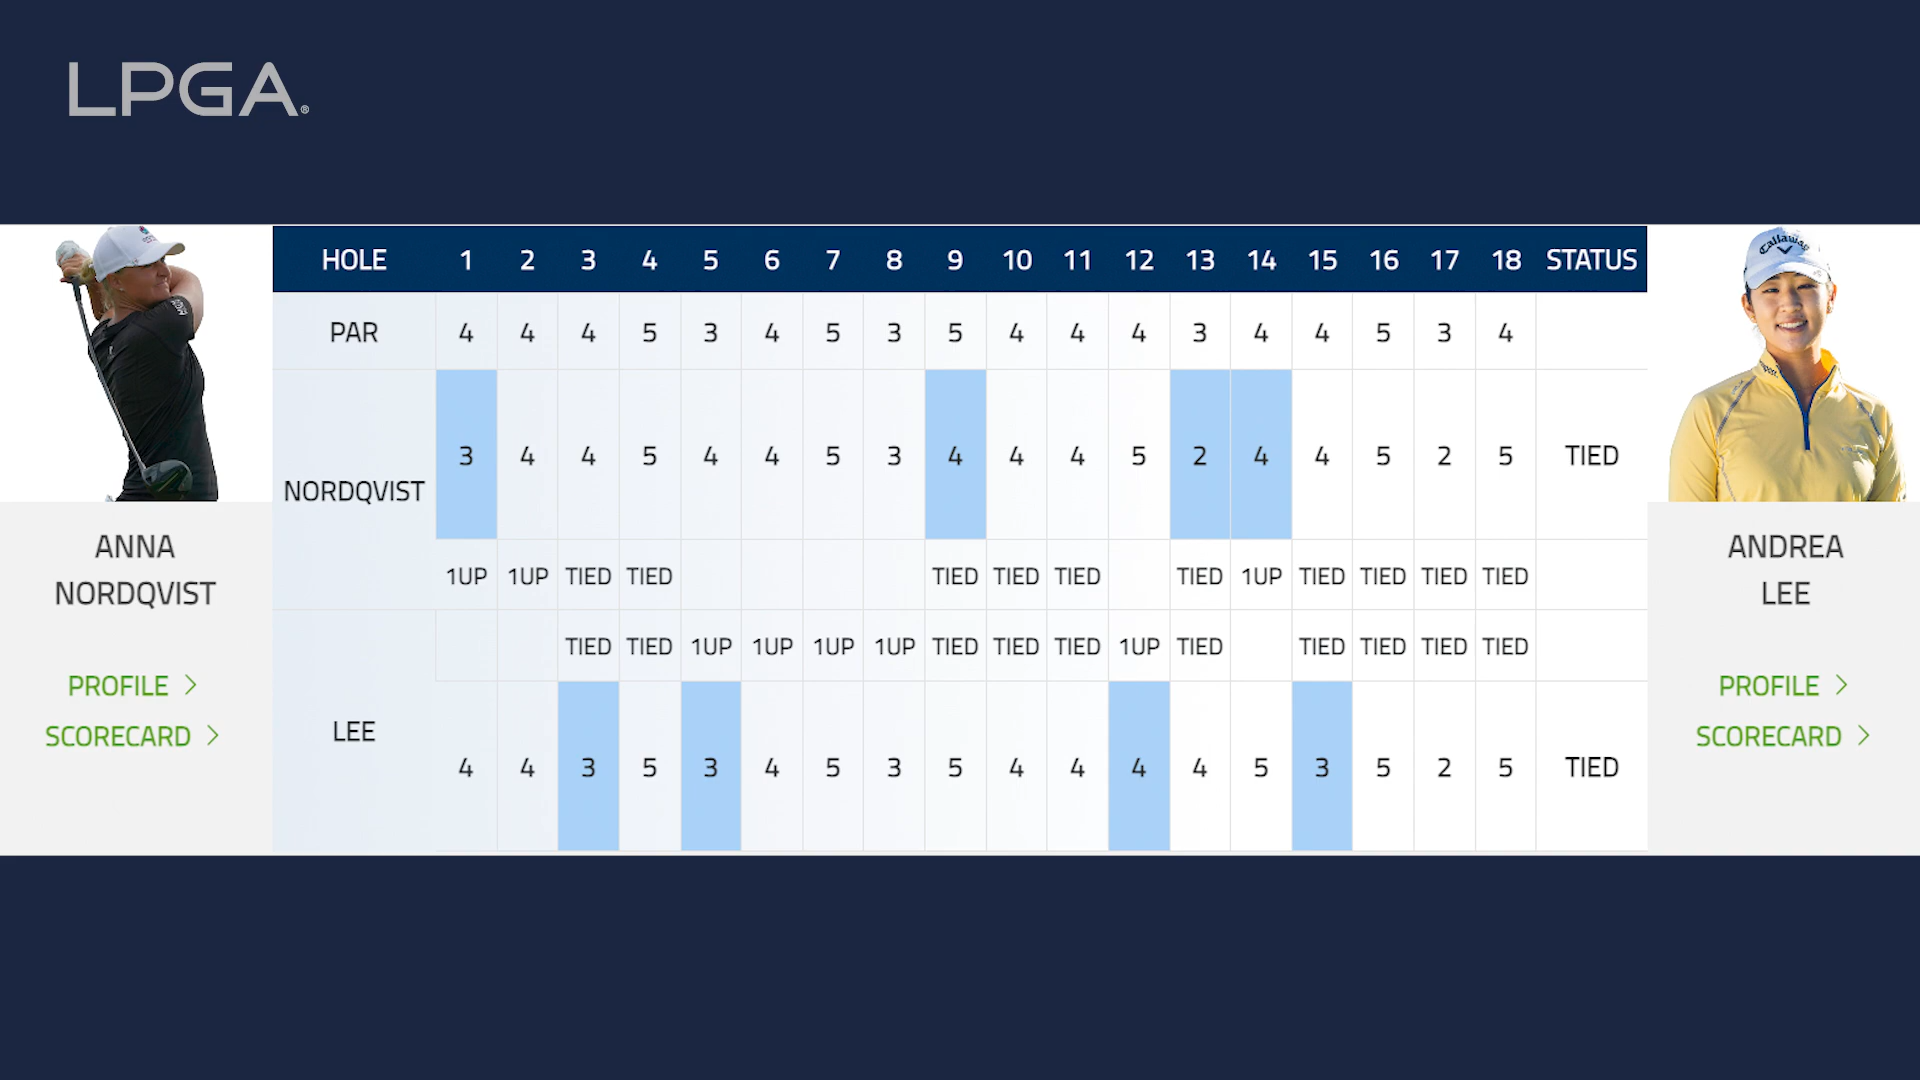 LPGA®
HOLE 1 2 3 4 5 6 7 8 9 10 11 12 13 14 15 16 17 18 STATUS
PAR 4 4 4 5 3 4 5 3 5 4 4 4 3 4 4 5 3 4
NORDQVIST
3 4 4 5 4 4 5 3 4 4 4 5 2 4 4 5 2 5 TIED
1UP 1UP TIED TIED TIED TIED TIED TIED 1UP TIED TIED TIED TIED
LEE
TIED TIED 1UP 1UP 1UP 1UP TIED TIED TIED 1UP TIED TIED TIED TIED TIED
4 4 3 5 3 4 5 3 5 4 4 4 4 5 3 5 2 5 TIED
ANNA
NORDQVIST
PROFILE >
SCORECARD >
Callaway
ANDREA
LEE
PROFILE >
SCORECARD >